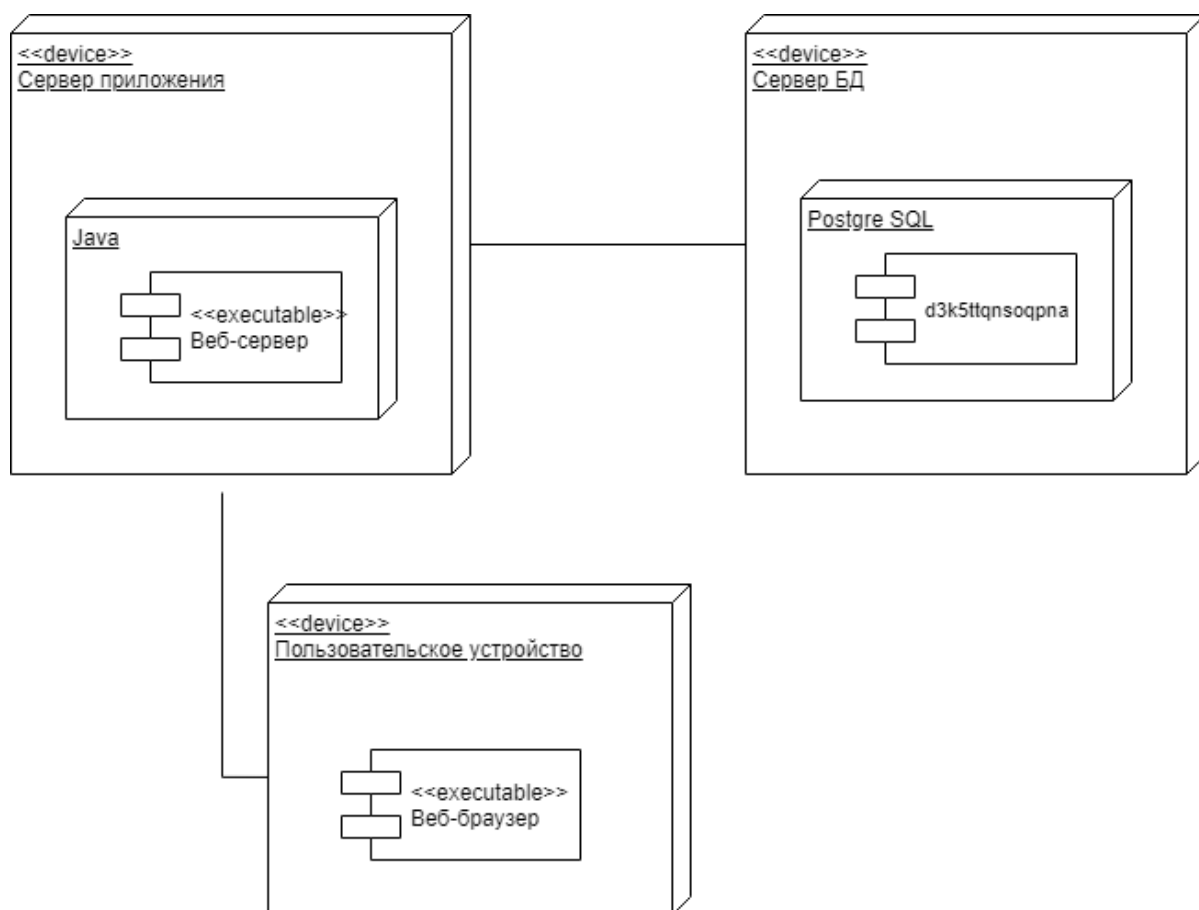 <<device>>
Сервер приложения
Java
<<executable>>
Веб-сервер
<<device>>
Сервер БД
Postgre SQL
d3k5ttqnsoqpna
<<device>>
Пользовательское устройство
<<executable>>
Веб-браузер